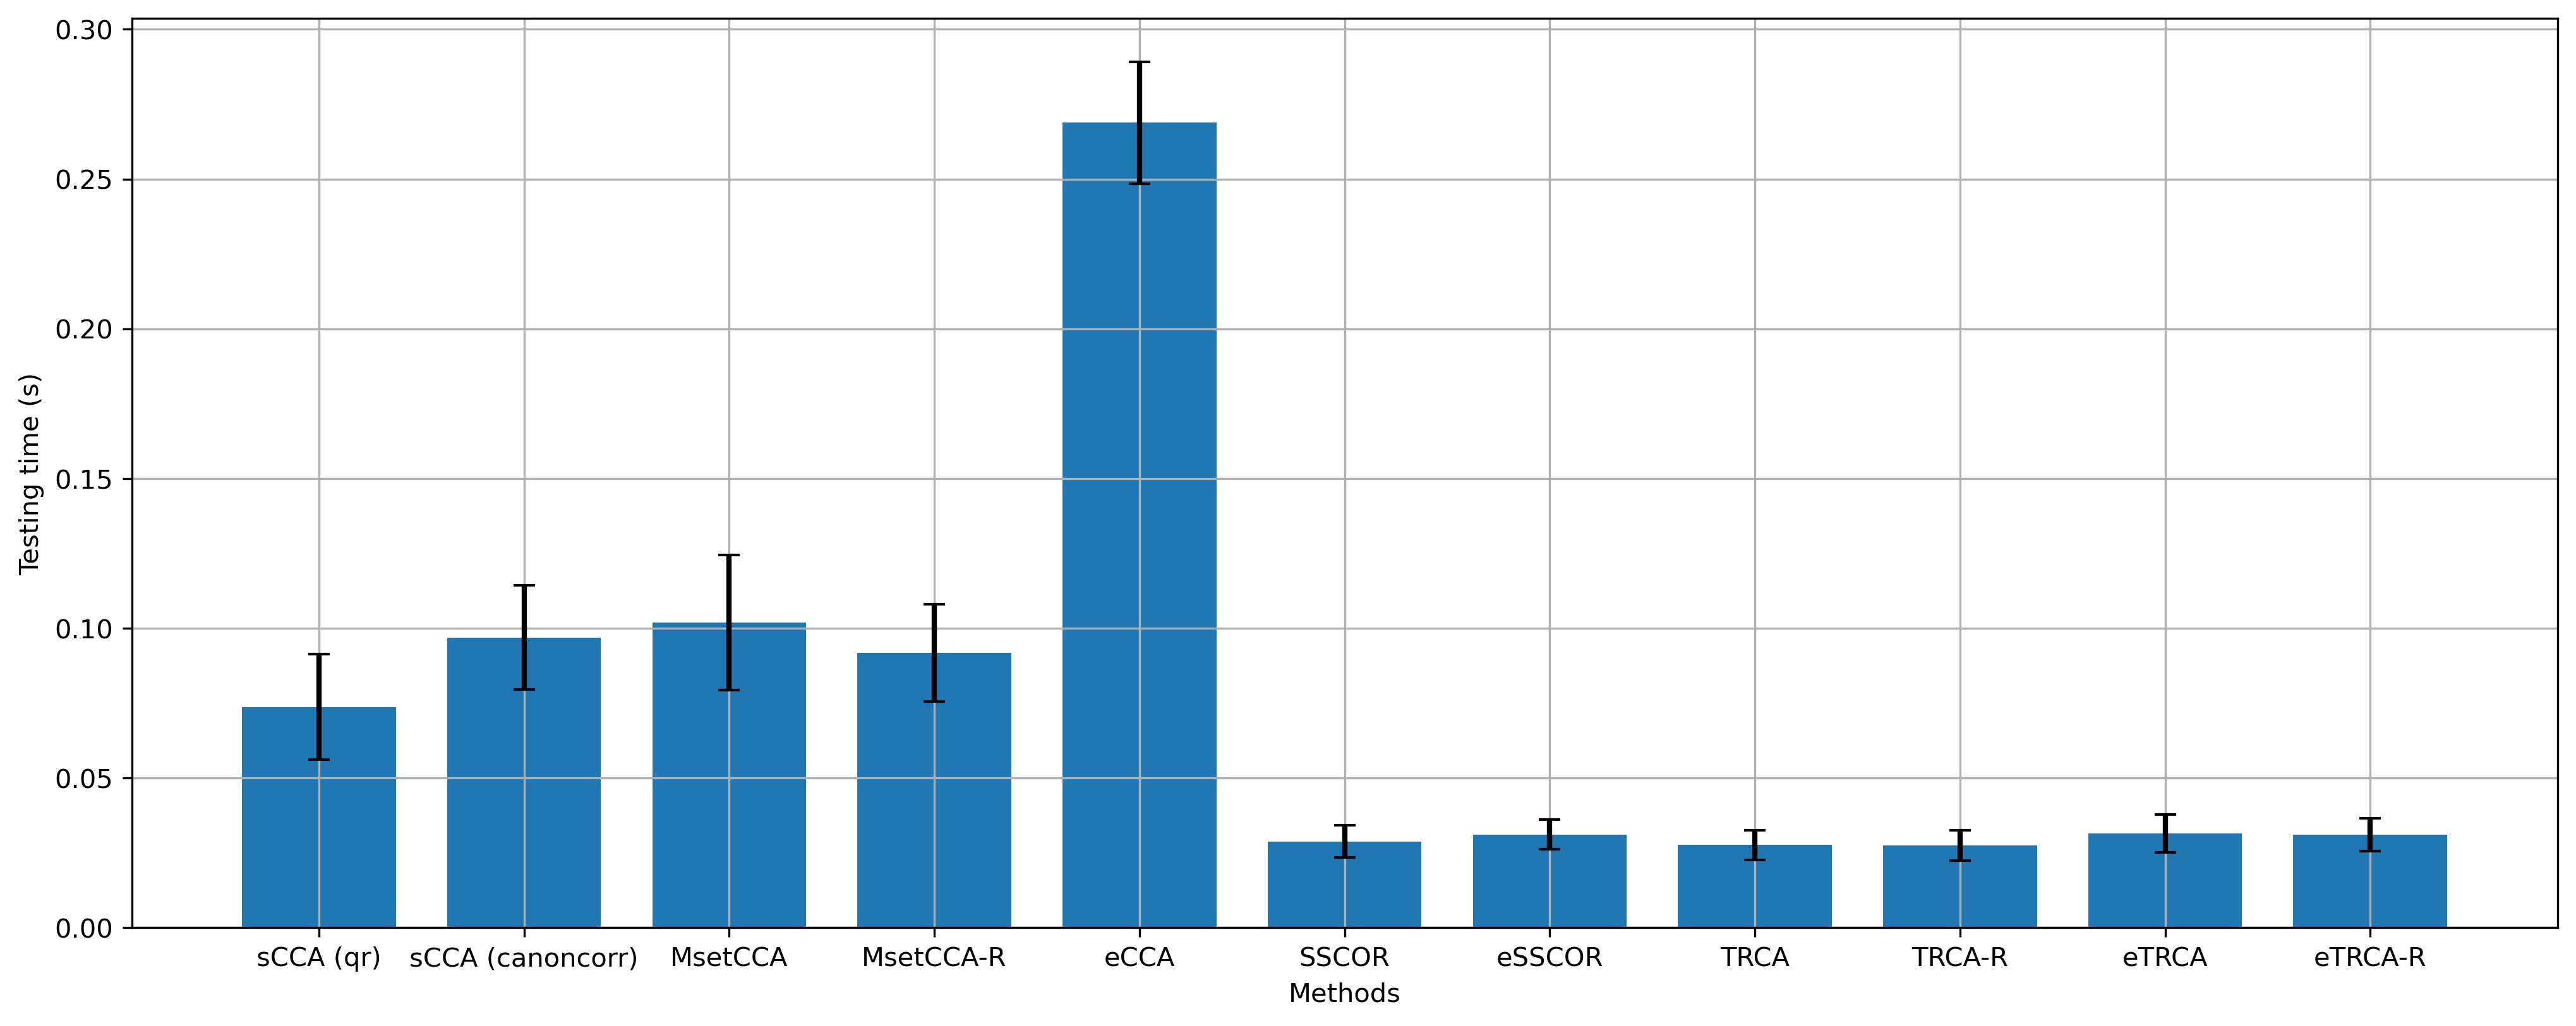 0.30
0.25
0.20
0.15
0.10
0.05
0.00
Testing time (s)
sCCA (qr) sCCA (canoncorr) MsetCCA MsetCCA-R eCCA SSCOR eSSCOR TRCA TRCA-R eTRCA eTRCA-R
Methods